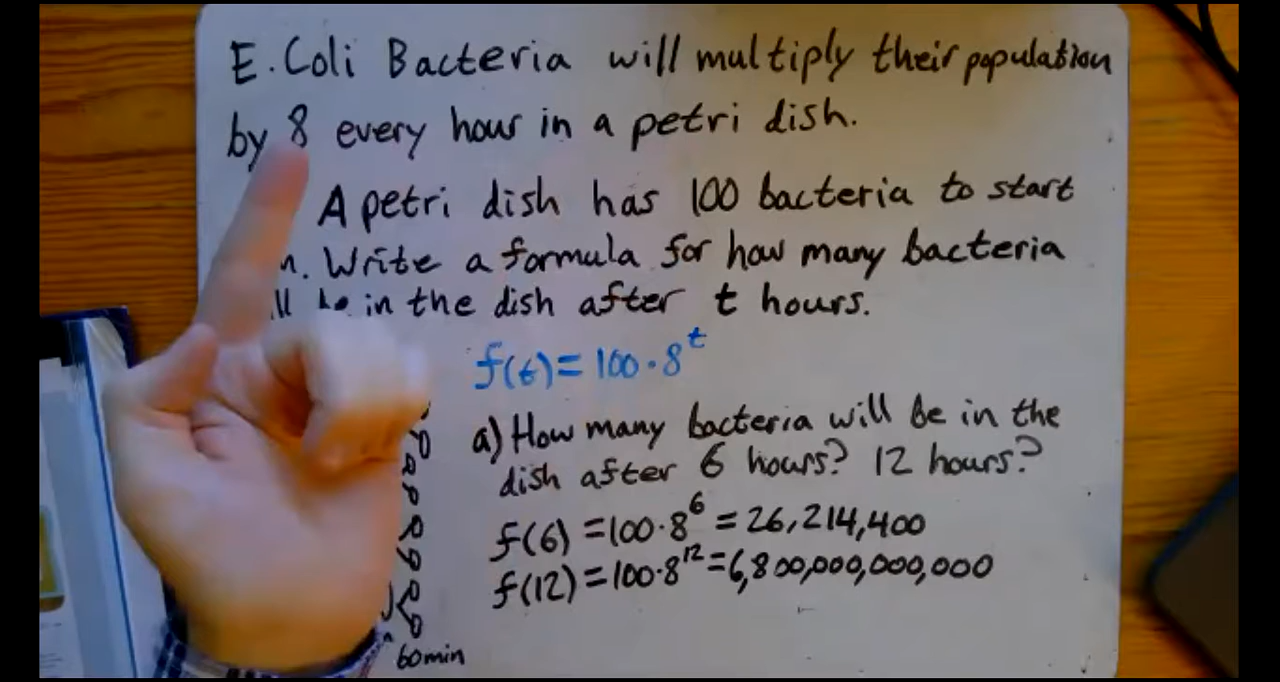 E. Coli Bacteria will multiply their population
by 8 every hour in a petri dish.
A petri dish has 100 bacteria to start
Write a formula for how many bacteria
in the dish after t hours.
f(t) = 100 · 8^t
a) How many bacteria will be in the
dish after 6 hours? 12 hours?
f(6) = 100 · 8^6 = 26,214,400
f(12) = 100 · 8^12 = 6,800,000,000,000
60min